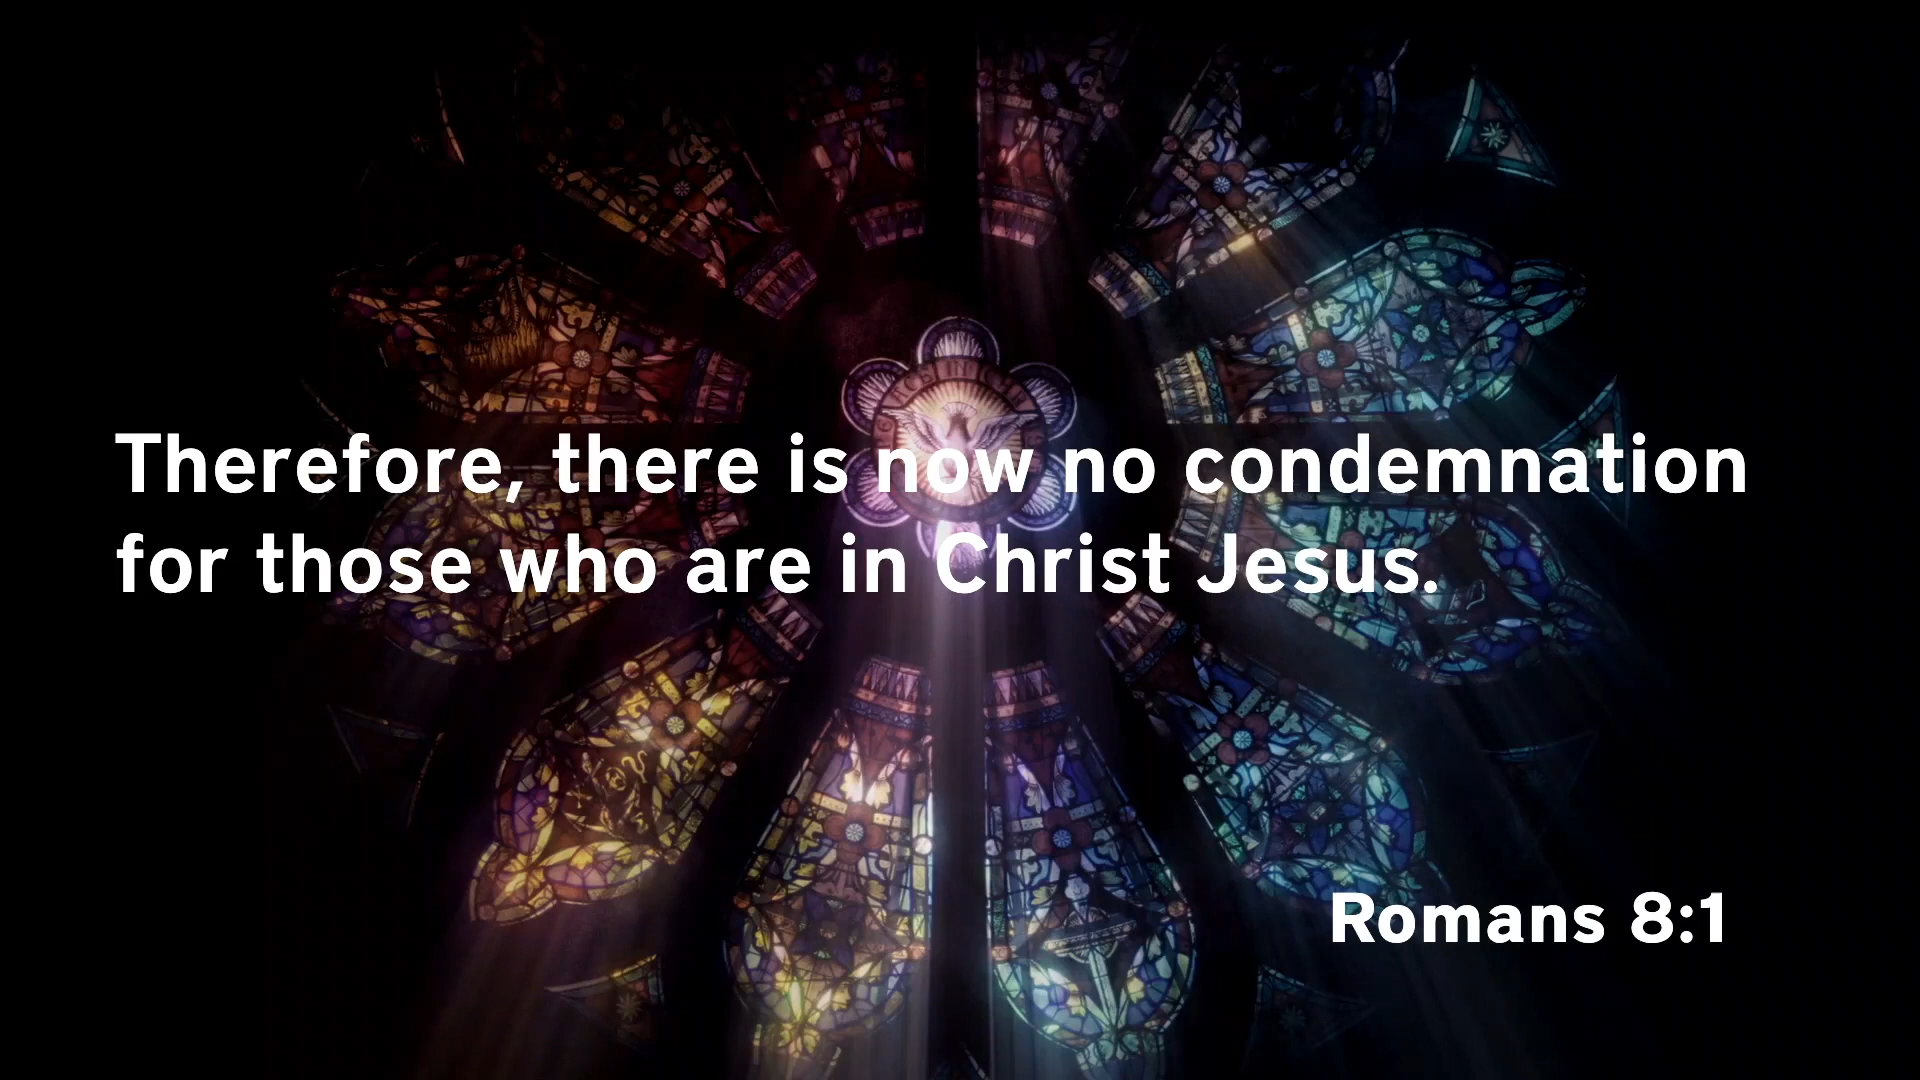 Therefore, there is now no condemnation
for those who are in Christ Jesus.
Romans 8:1